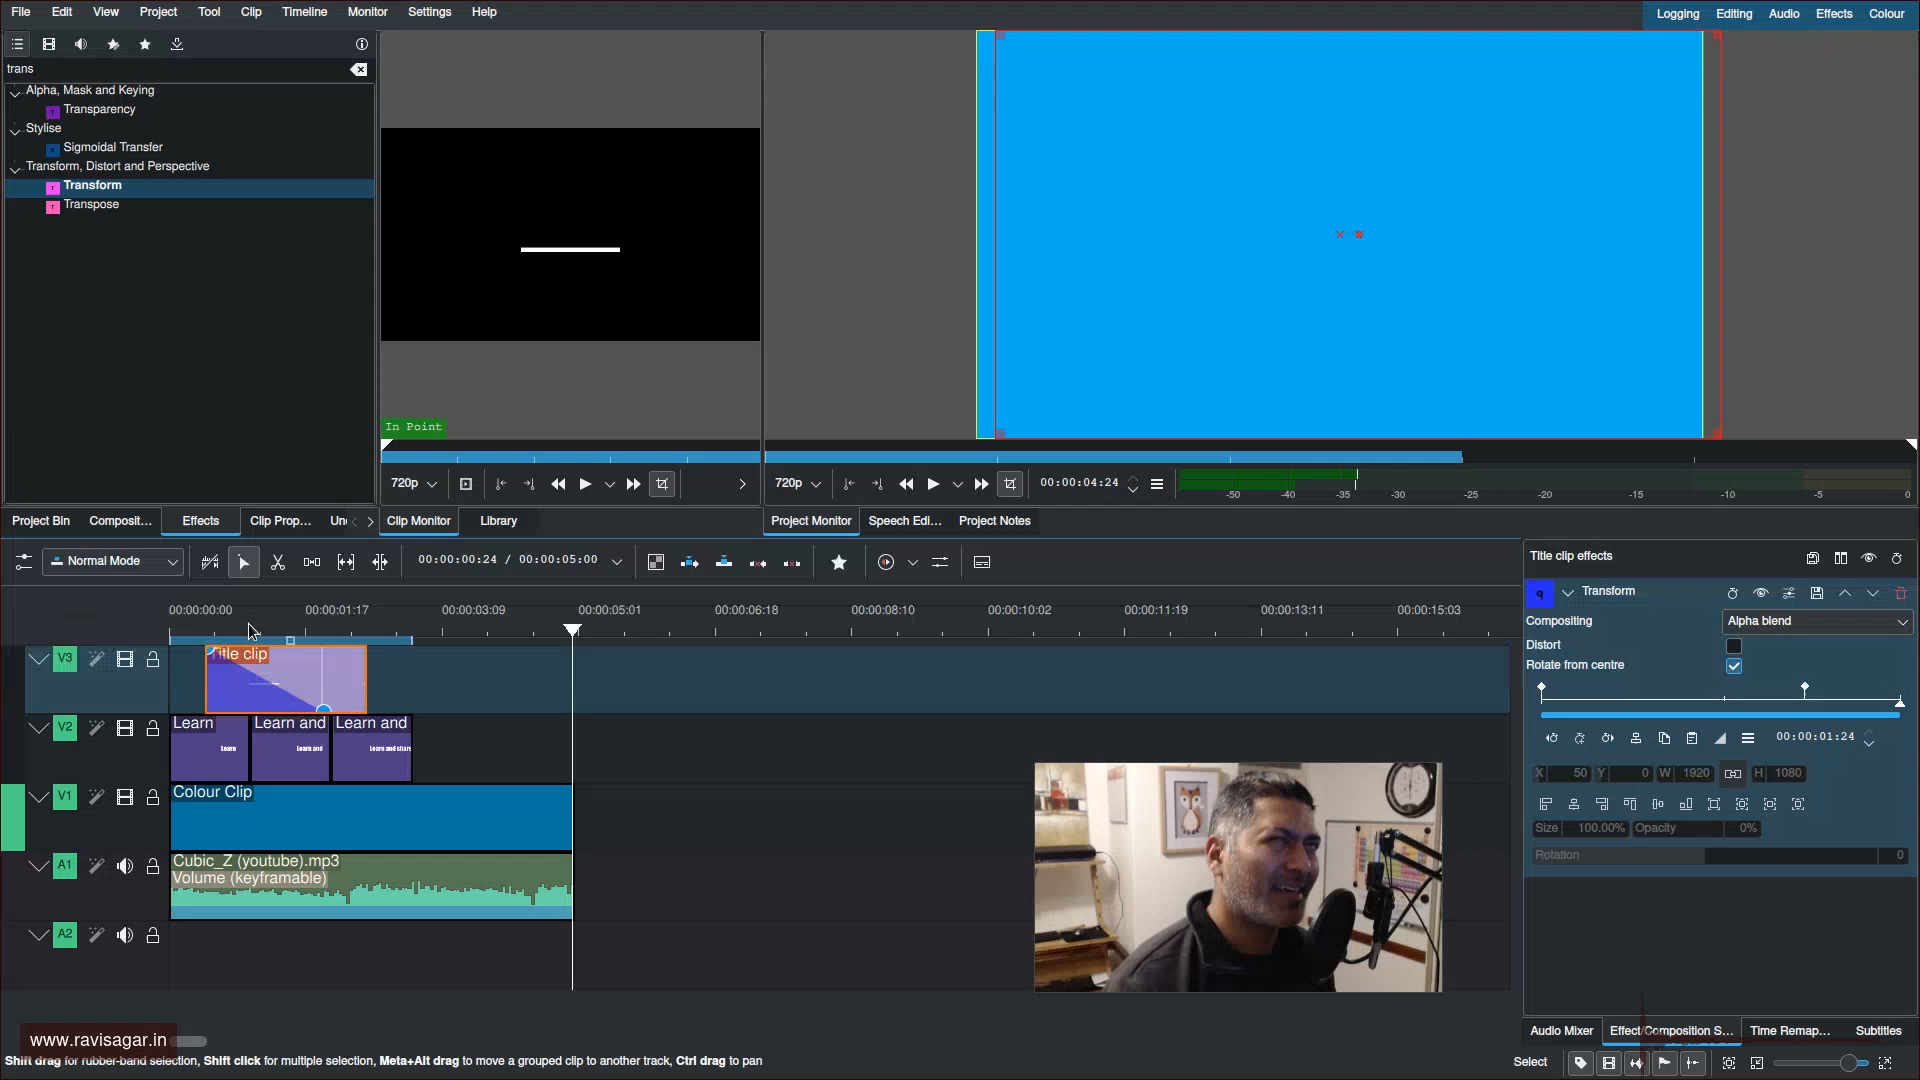 File Edit View Project Tool Clip Timeline Monitor Settings Help
Logging Editing Audio Effects Colour
trans
Alpha, Mask and Keying
Transparency
Stylise
Sigmoidal Transfer
Transform, Distort and Perspective
Transform
Transpose
In Point
720p
720p 00:00:04:24
-50 -40 -35 -30 -25 -20 -15 -10 -5 0
Project Bin Composit... Effects Clip Prop... Un Clip Monitor Library
Project Monitor Speech Edi... Project Notes
Normal Mode 00:00:00:24 / 00:00:05:00
00:00:00:00 00:00:01:17 00:00:03:09 00:00:05:01 00:00:06:18 00:00:08:10 00:00:10:02 00:00:11:19 00:00:13:11 00:00:15:03
V3 Title clip
V2 Learn Learn and Learn and
Learn Learn and Learn and share
V1 Colour Clip
A1 Cubic_Z (youtube).mp3
Volume (keyframable)
A2
Title clip effects
Transform
Compositing Alpha blend
Distort
Rotate from centre
00:00:01:24
X 50 Y 0 W 1920 H 1080
Size 100.00% Opacity 0%
Rotation 0
Audio Mixer Effect/Composition S... Time Remap... Subtitles
www.ravisagar.in
Shift drag for rubber-band selection, Shift click for multiple selection, Meta+Alt drag to move a grouped clip to another track, Ctrl drag to pan
Select